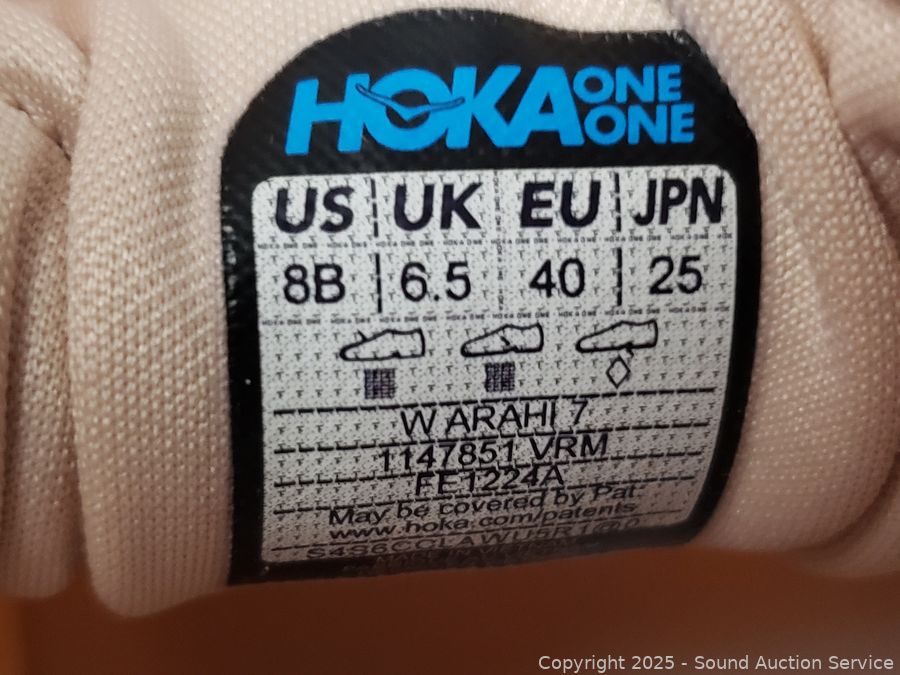 HOKA ONE ONE
US UK EU JPN
8B 6.5 40 25
W ARAHI 7
1147851 VRM
FE1224A
May be covered by Pat.
www.hoka.com/patents
Copyright 2025 - Sound Auction Service